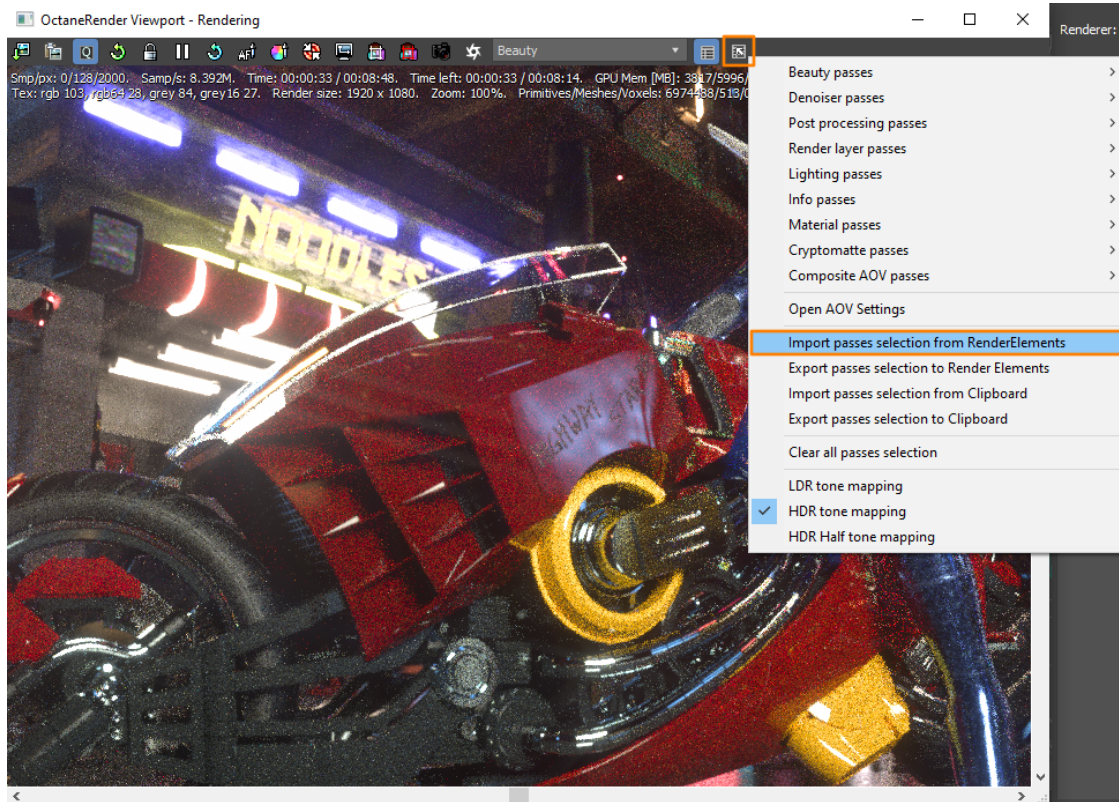 OctaneRender Viewport - Rendering
Renderer:
Beauty
Smp/px: 0/128/2000. Samp/s: 8.392M. Time: 00:00:33 / 00:08:48. Time left: 00:00:33 / 00:08:14. GPU Mem [MB]: 3817/5996/
Tex: rgb 103, rgb64 28, grey 84, grey16 27. Render size: 1920 x 1080. Zoom: 100%. Primitives/Meshes/Voxels: 6974488/513/0
Beauty passes
Denoiser passes
Post processing passes
Render layer passes
Lighting passes
Info passes
Material passes
Cryptomatte passes
Composite AOV passes
Open AOV Settings
Import passes selection from RenderElements
Export passes selection to Render Elements
Import passes selection from Clipboard
Export passes selection to Clipboard
Clear all passes selection
LDR tone mapping
HDR tone mapping
HDR Half tone mapping
NOODLES